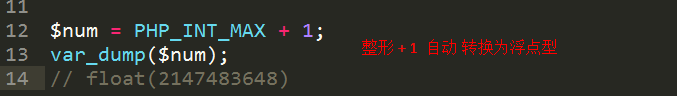 11
12 $num = PHP_INT_MAX + 1;
13 var_dump($num);
整形 + 1 自动 转换为浮点型
14 // float(2147483648)